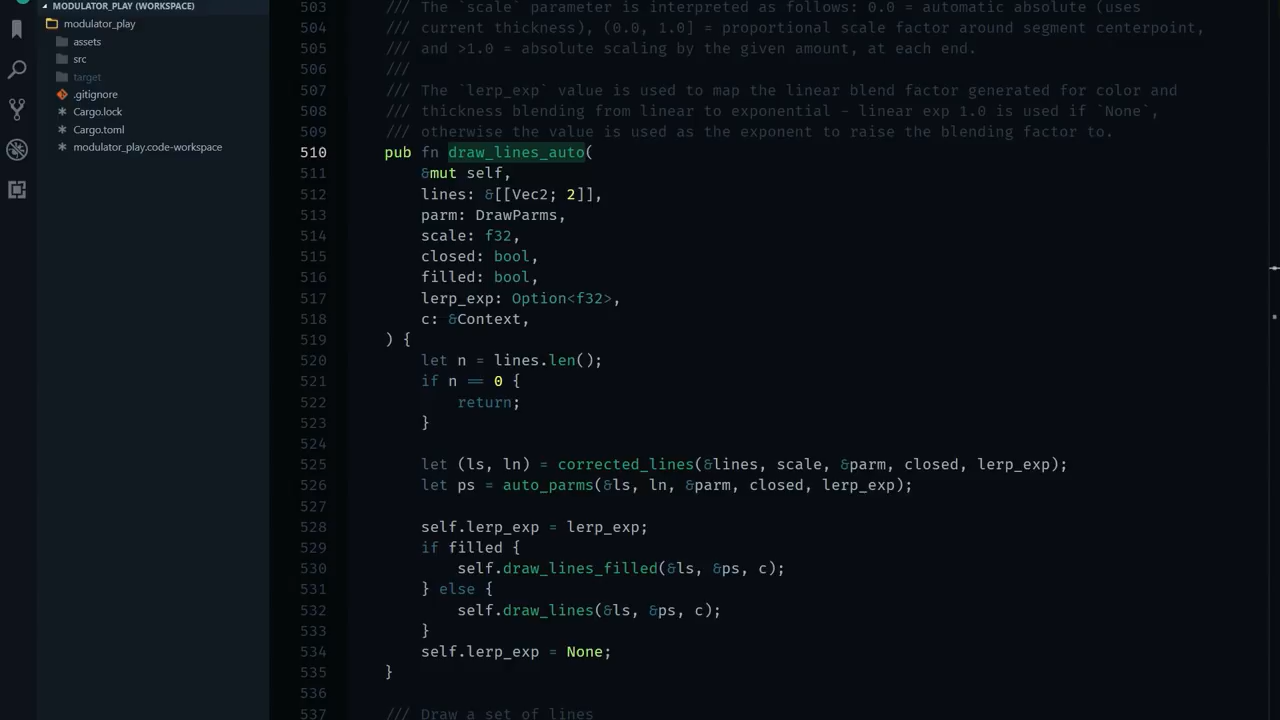 MODULATOR_PLAY (WORKSPACE)
modulator_play
assets
src
target
.gitignore
Cargo.lock
Cargo.toml
modulator_play.code-workspace
503 /// The `scale` parameter is interpreted as follows: 0.0 = automatic absolute (uses
504 /// current thickness), (0.0, 1.0] = proportional scale factor around segment centerpoint,
505 /// and >1.0 = absolute scaling by the given amount, at each end.
506 ///
507 /// The `lerp_exp` value is used to map the linear blend factor generated for color and
508 /// thickness blending from linear to exponential - linear exp 1.0 is used if `None`,
509 /// otherwise the value is used as the exponent to raise the blending factor to.
510 pub fn draw_lines_auto(
511 &mut self,
512 lines: &[[Vec2; 2]],
513 parm: DrawParms,
514 scale: f32,
515 closed: bool,
516 filled: bool,
517 lerp_exp: Option<f32>,
518 c: &Context,
519 ) {
520 let n = lines.len();
521 if n == 0 {
522 return;
523 }
524
525 let (ls, ln) = corrected_lines(&lines, scale, &parm, closed, lerp_exp);
526 let ps = auto_parms(&ls, ln, &parm, closed, lerp_exp);
527
528 self.lerp_exp = lerp_exp;
529 if filled {
530 self.draw_lines_filled(&ls, &ps, c);
531 } else {
532 self.draw_lines(&ls, &ps, c);
533 }
534 self.lerp_exp = None;
535 }
536
537 /// Draw a set of lines